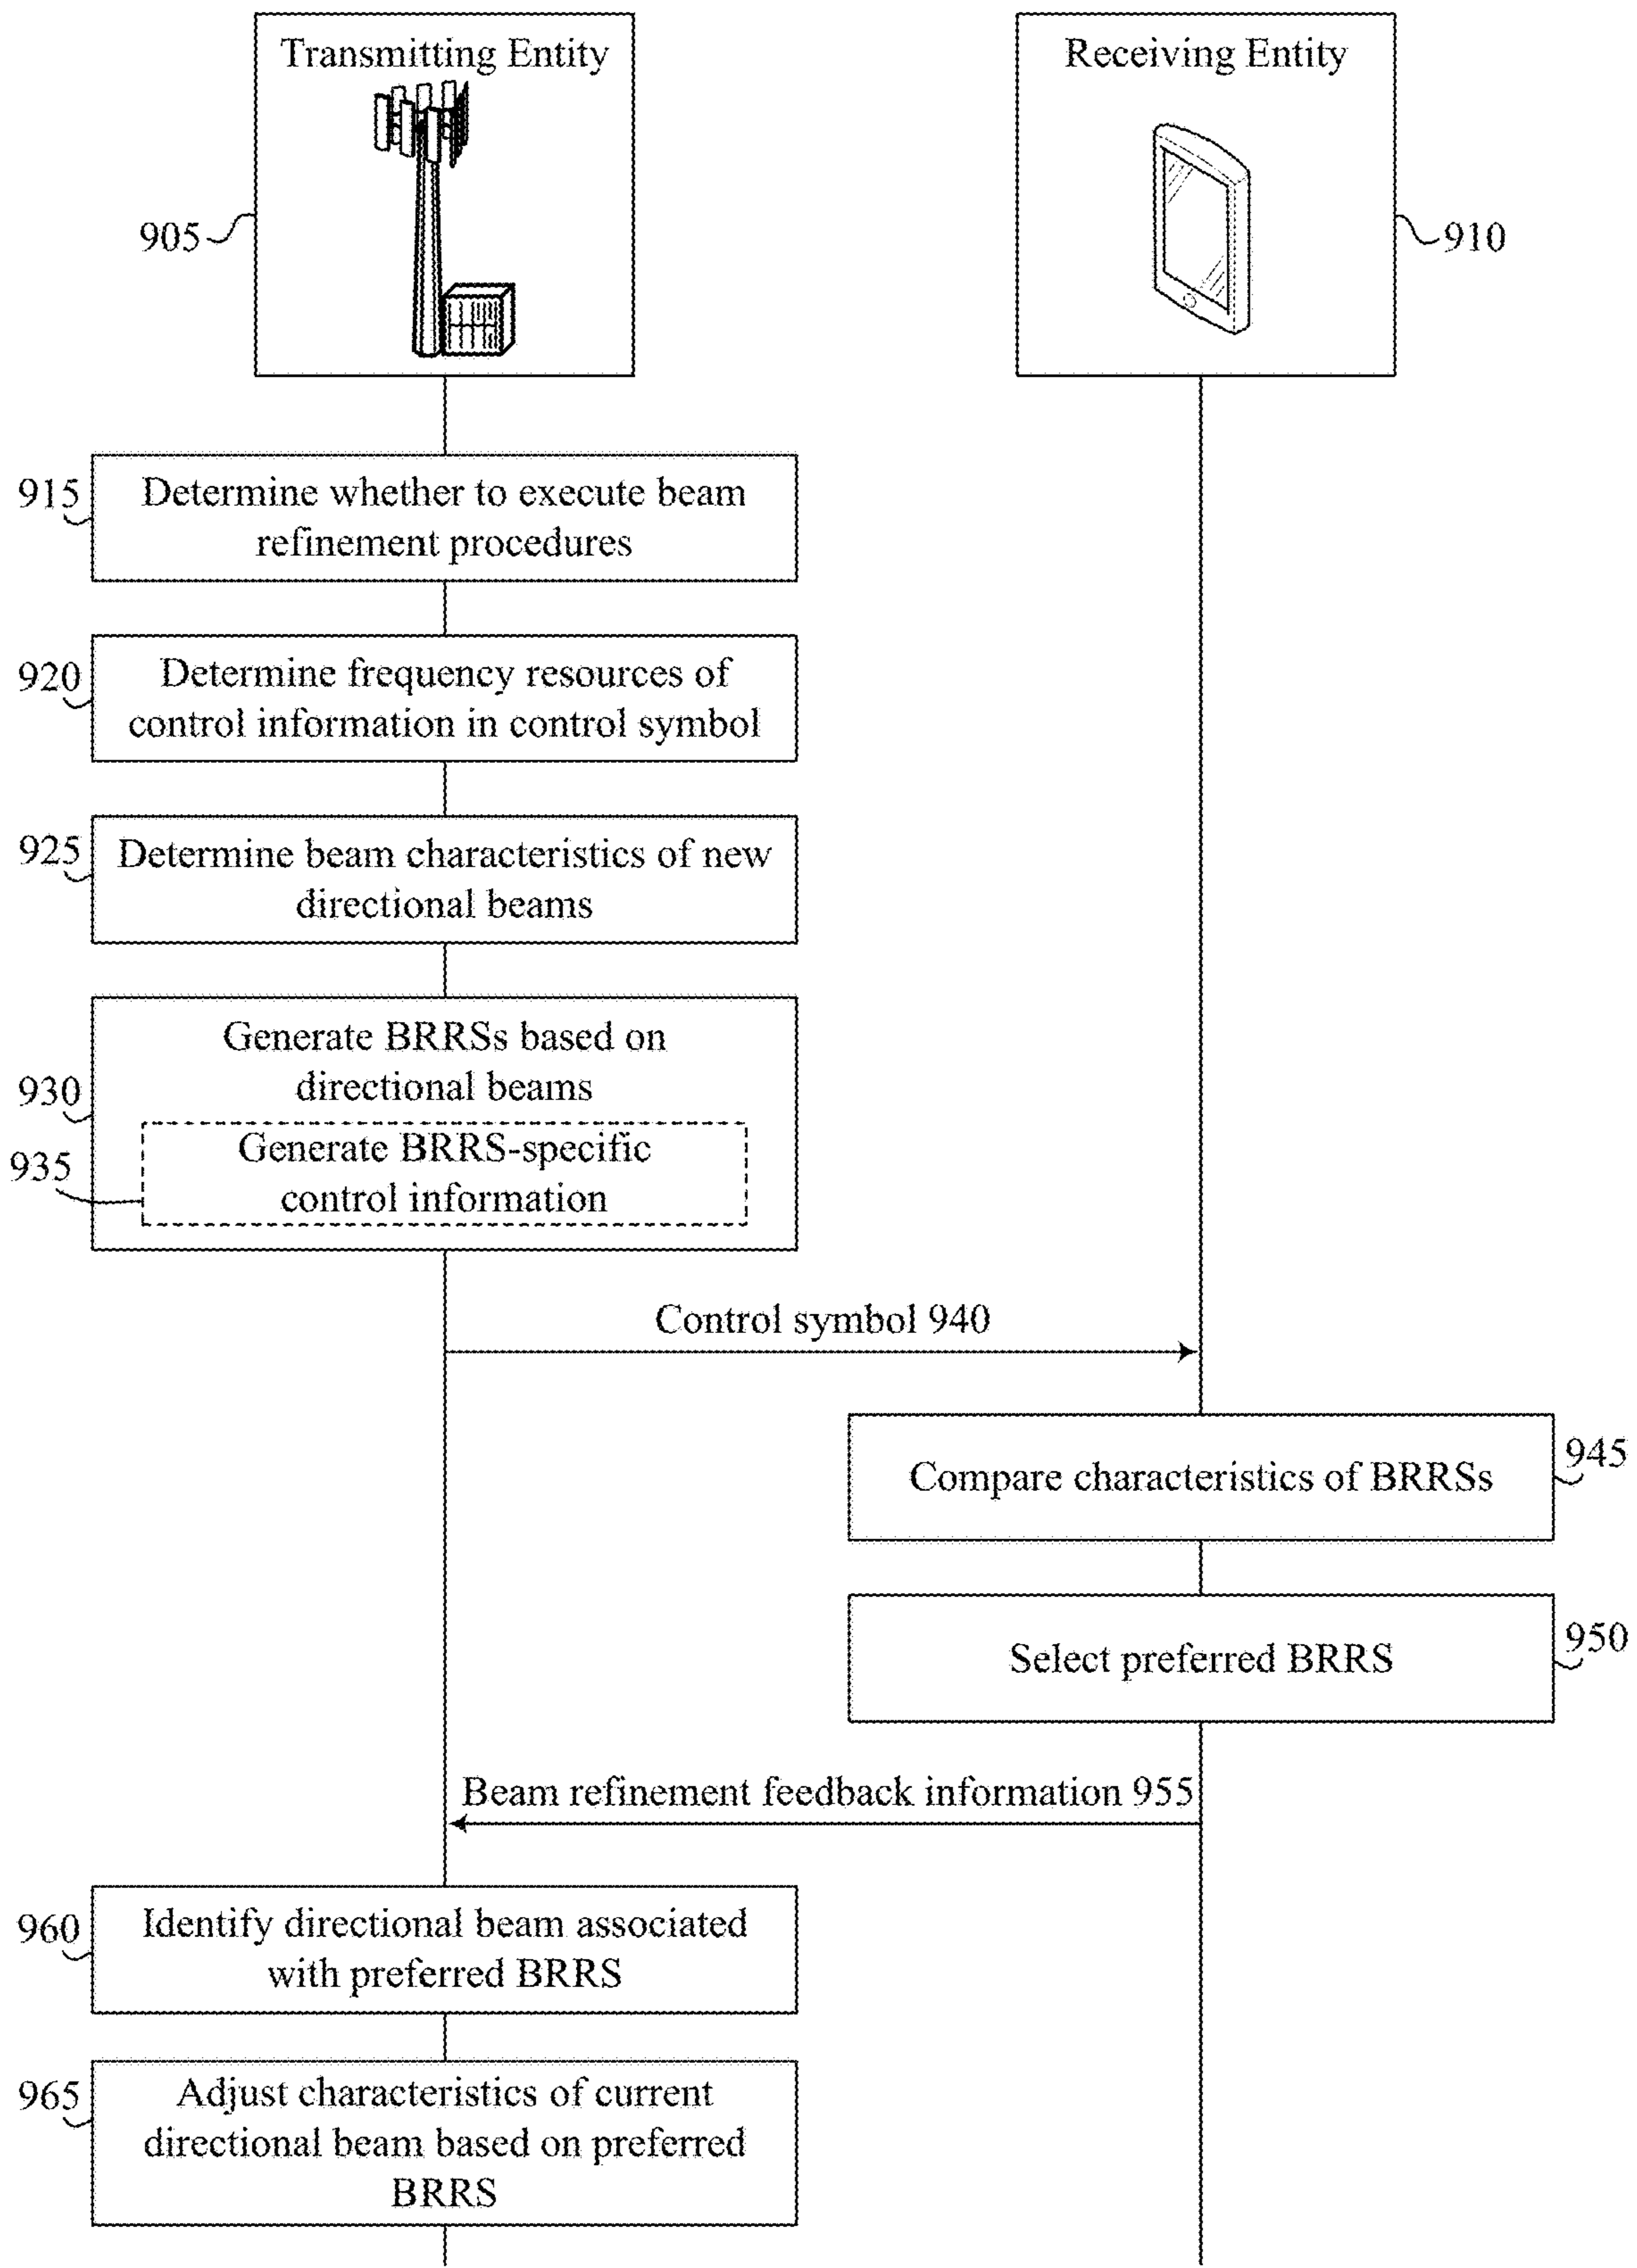 Transmitting Entity
Receiving Entity
905
910
915
Determine whether to execute beam
refinement procedures
920
Determine frequency resources of
control information in control symbol
925
Determine beam characteristics of new
directional beams
930
Generate BRRSs based on
directional beams
935
Generate BRRS-specific
control information
Control symbol 940
945
Compare characteristics of BRRSs
950
Select preferred BRRS
Beam refinement feedback information 955
960
Identify directional beam associated
with preferred BRRS
965
Adjust characteristics of current
directional beam based on preferred
BRRS